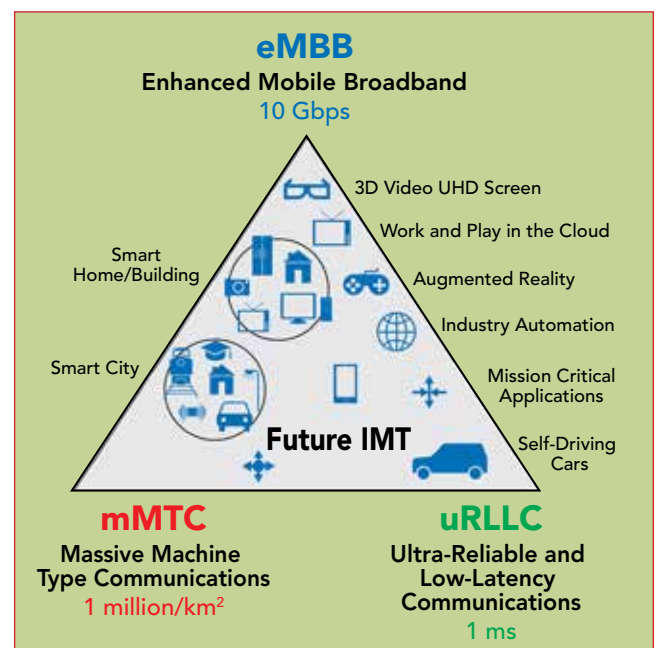 eMBB
Enhanced Mobile Broadband
10 Gbps
3D Video UHD Screen
Work and Play in the Cloud
Smart
Home/Building
Augmented Reality
Industry Automation
Smart City
Mission Critical
Applications
Future IMT
Self-Driving
Cars
mMTC
Massive Machine
Type Communications
1 million/km²
uRLLC
Ultra-Reliable and
Low-Latency
Communications
1 ms